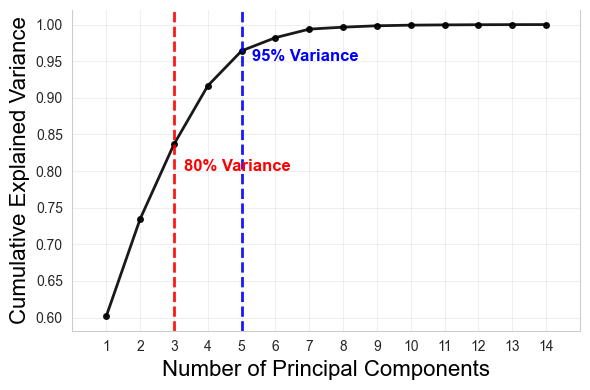 Cumulative Explained Variance
1.00
0.95
0.90
0.85
0.80
0.75
0.70
0.65
0.60
95% Variance
80% Variance
1 2 3 4 5 6 7 8 9 10 11 12 13 14
Number of Principal Components